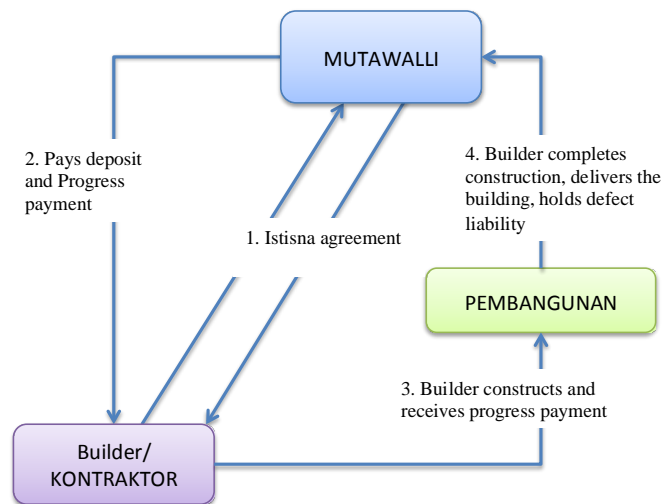 MUTAWALLI
2. Pays deposit
and Progress
payment
4. Builder completes
construction, delivers the
building, holds defect
liability
1. Istisna agreement
PEMBANGUNAN
3. Builder constructs and
receives progress payment
Builder/
KONTRAKTOR